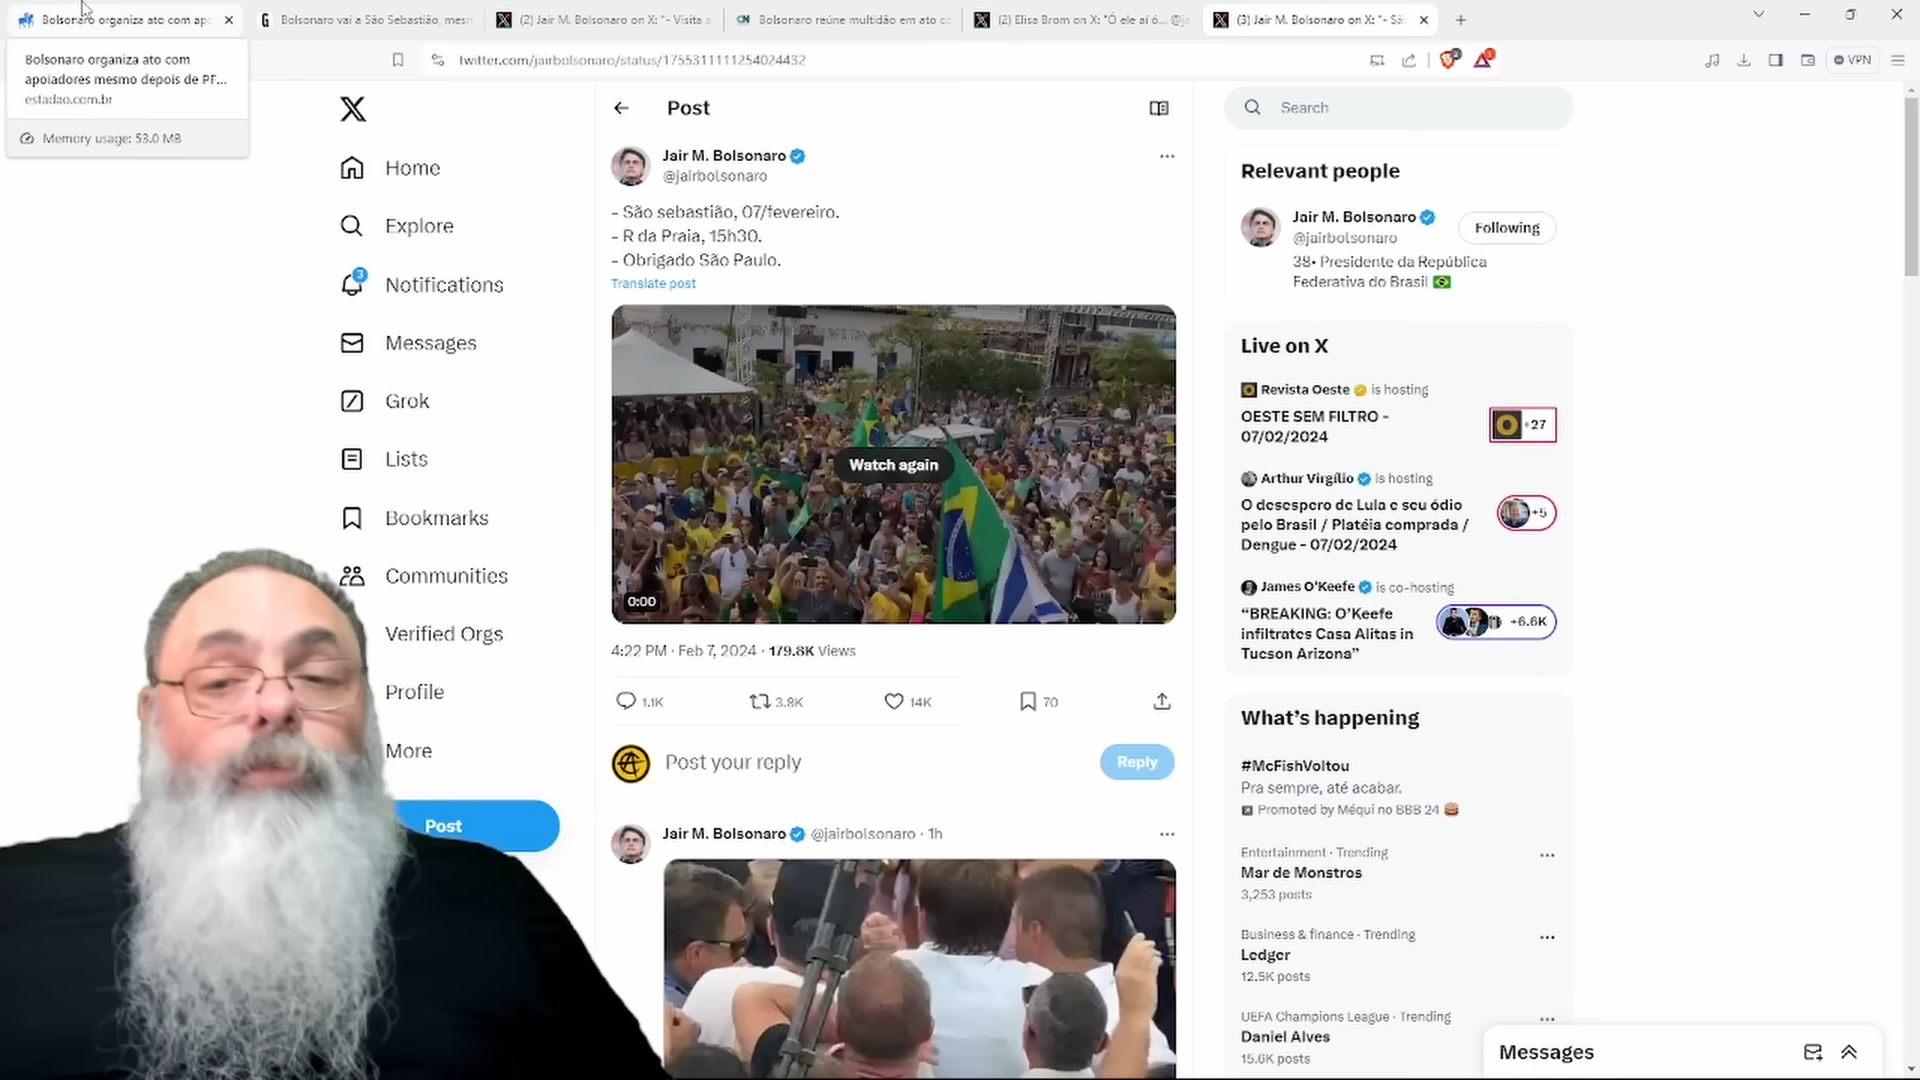 Bolsonaro organiza ato com apo
Bolsonaro vai a São Sebastião, mesm
(2) Jair M. Bolsonaro on X: "- Visita a
Bolsonaro reúne multidão em ato co
(2) Elisa Brom on X: "Ó ele aí ó... @ja
(3) Jair M. Bolsonaro on X: "- Sã
Bolsonaro organiza ato com
apoiadores mesmo depois de PF...
estadao.com.br
Memory usage: 53.0 MB
twitter.com/jairbolsonaro/status/1755311111254024432
VPN
Home
Explore
3
Notifications
Messages
Grok
Lists
Bookmarks
Communities
Verified Orgs
Profile
More
Post
Post
Jair M. Bolsonaro
@jairbolsonaro
- São sebastião, 07/fevereiro.
- R da Praia, 15h30.
- Obrigado São Paulo.
Translate post
Watch again
0:00
4:22 PM · Feb 7, 2024 · 179.8K Views
1.1K
3.8K
14K
70
Post your reply
Reply
Jair M. Bolsonaro @jairbolsonaro · 1h
Search
Relevant people
Jair M. Bolsonaro
@jairbolsonaro
Following
38• Presidente da República
Federativa do Brasil
Live on X
Revista Oeste is hosting
OESTE SEM FILTRO -
07/02/2024
+27
Arthur Virgílio is hosting
O desespero de Lula e seu ódio
pelo Brasil / Platéia comprada /
Dengue - 07/02/2024
+5
James O'Keefe is co-hosting
“BREAKING: O’Keefe
infiltrates Casa Alitas in
Tucson Arizona”
+6.6K
What’s happening
#McFishVoltou
Pra sempre, até acabar.
Promoted by Méqui no BBB 24
Entertainment · Trending
Mar de Monstros
3,253 posts
Business & finance · Trending
Ledger
12.5K posts
UEFA Champions League · Trending
Daniel Alves
15.6K posts
Messages